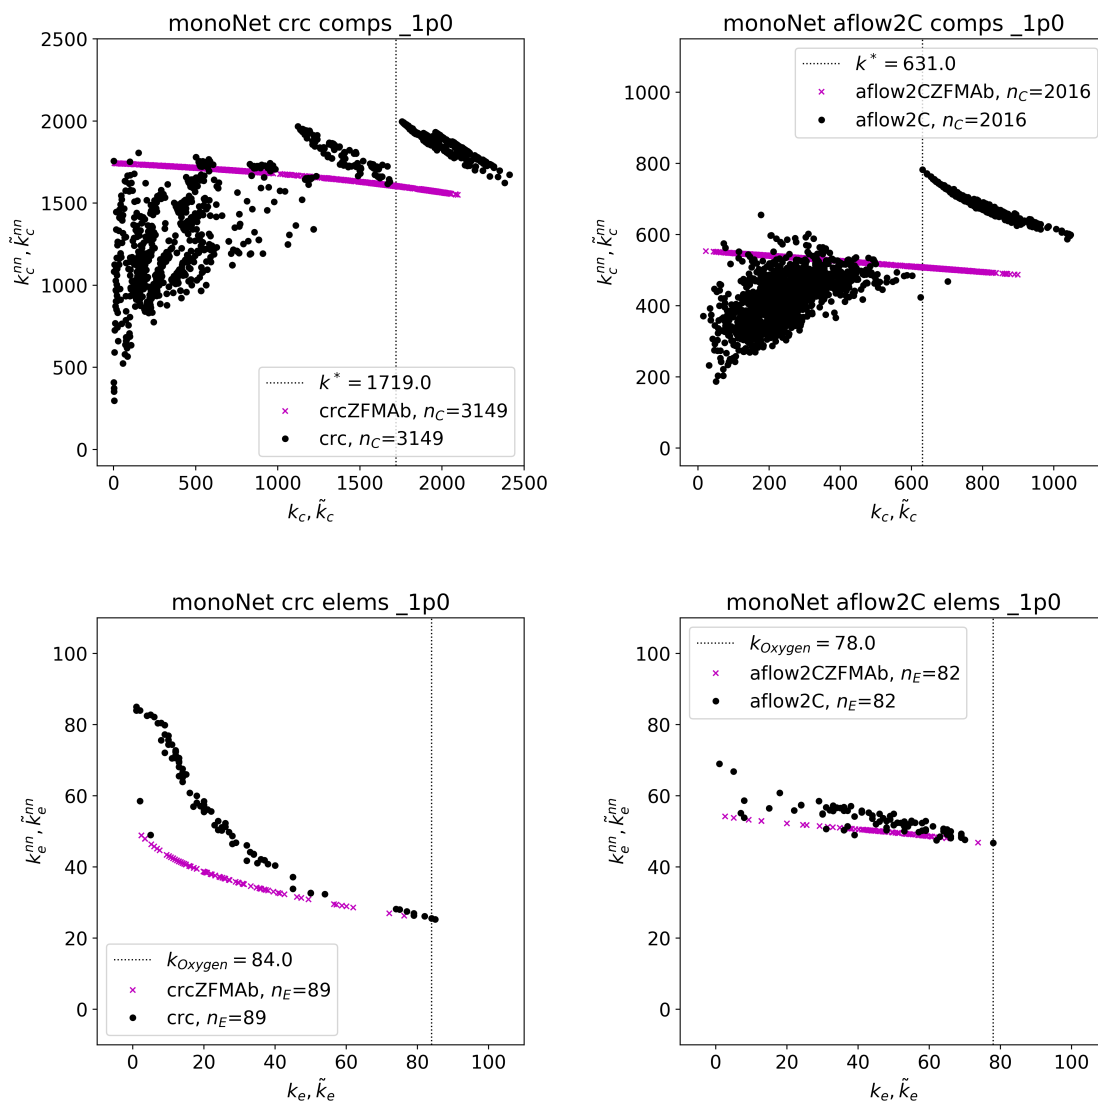 monoNet crc comps _1p0
2500
2000
1500
1000
500
0
k_c^{nn}, \tilde{k}_c^{nn}
k* = 1719.0
crcZFMAb, n_C=3149
crc, n_C=3149
0 500 1000 1500 2000 2500
k_c, \tilde{k}_c
monoNet aflow2C comps _1p0
1000
800
600
400
200
0
k_c^{nn}, \tilde{k}_c^{nn}
k* = 631.0
aflow2CZFMAb, n_C=2016
aflow2C, n_C=2016
0 200 400 600 800 1000
k_c, \tilde{k}_c
monoNet crc elems _1p0
100
80
60
40
20
0
k_e^{nn}, \tilde{k}_e^{nn}
k_{Oxygen} = 84.0
crcZFMAb, n_E=89
crc, n_E=89
0 20 40 60 80 100
k_e, \tilde{k}_e
monoNet aflow2C elems _1p0
100
80
60
40
20
0
k_e^{nn}, \tilde{k}_e^{nn}
k_{Oxygen} = 78.0
aflow2CZFMAb, n_E=82
aflow2C, n_E=82
0 20 40 60 80 100
k_e, \tilde{k}_e